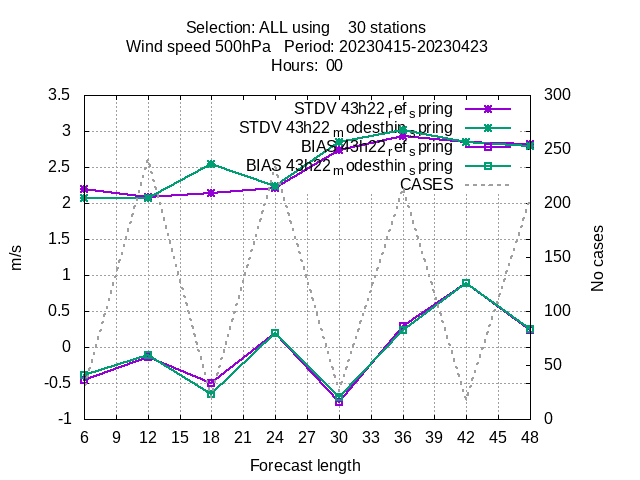 Selection: ALL using    30 stations
Wind speed 500hPa   Period: 20230415-20230423
Hours:  00
STDV 43h22_ref_spring
STDV 43h22_modesthin_spring
BIAS 43h22_ref_spring
BIAS 43h22_modesthin_spring
CASES
3.5
3
2.5
2
1.5
1
0.5
0
-0.5
-1
m/s
300
250
200
150
100
50
0
No cases
6 9 12 15 18 21 24 27 30 33 36 39 42 45 48
Forecast length